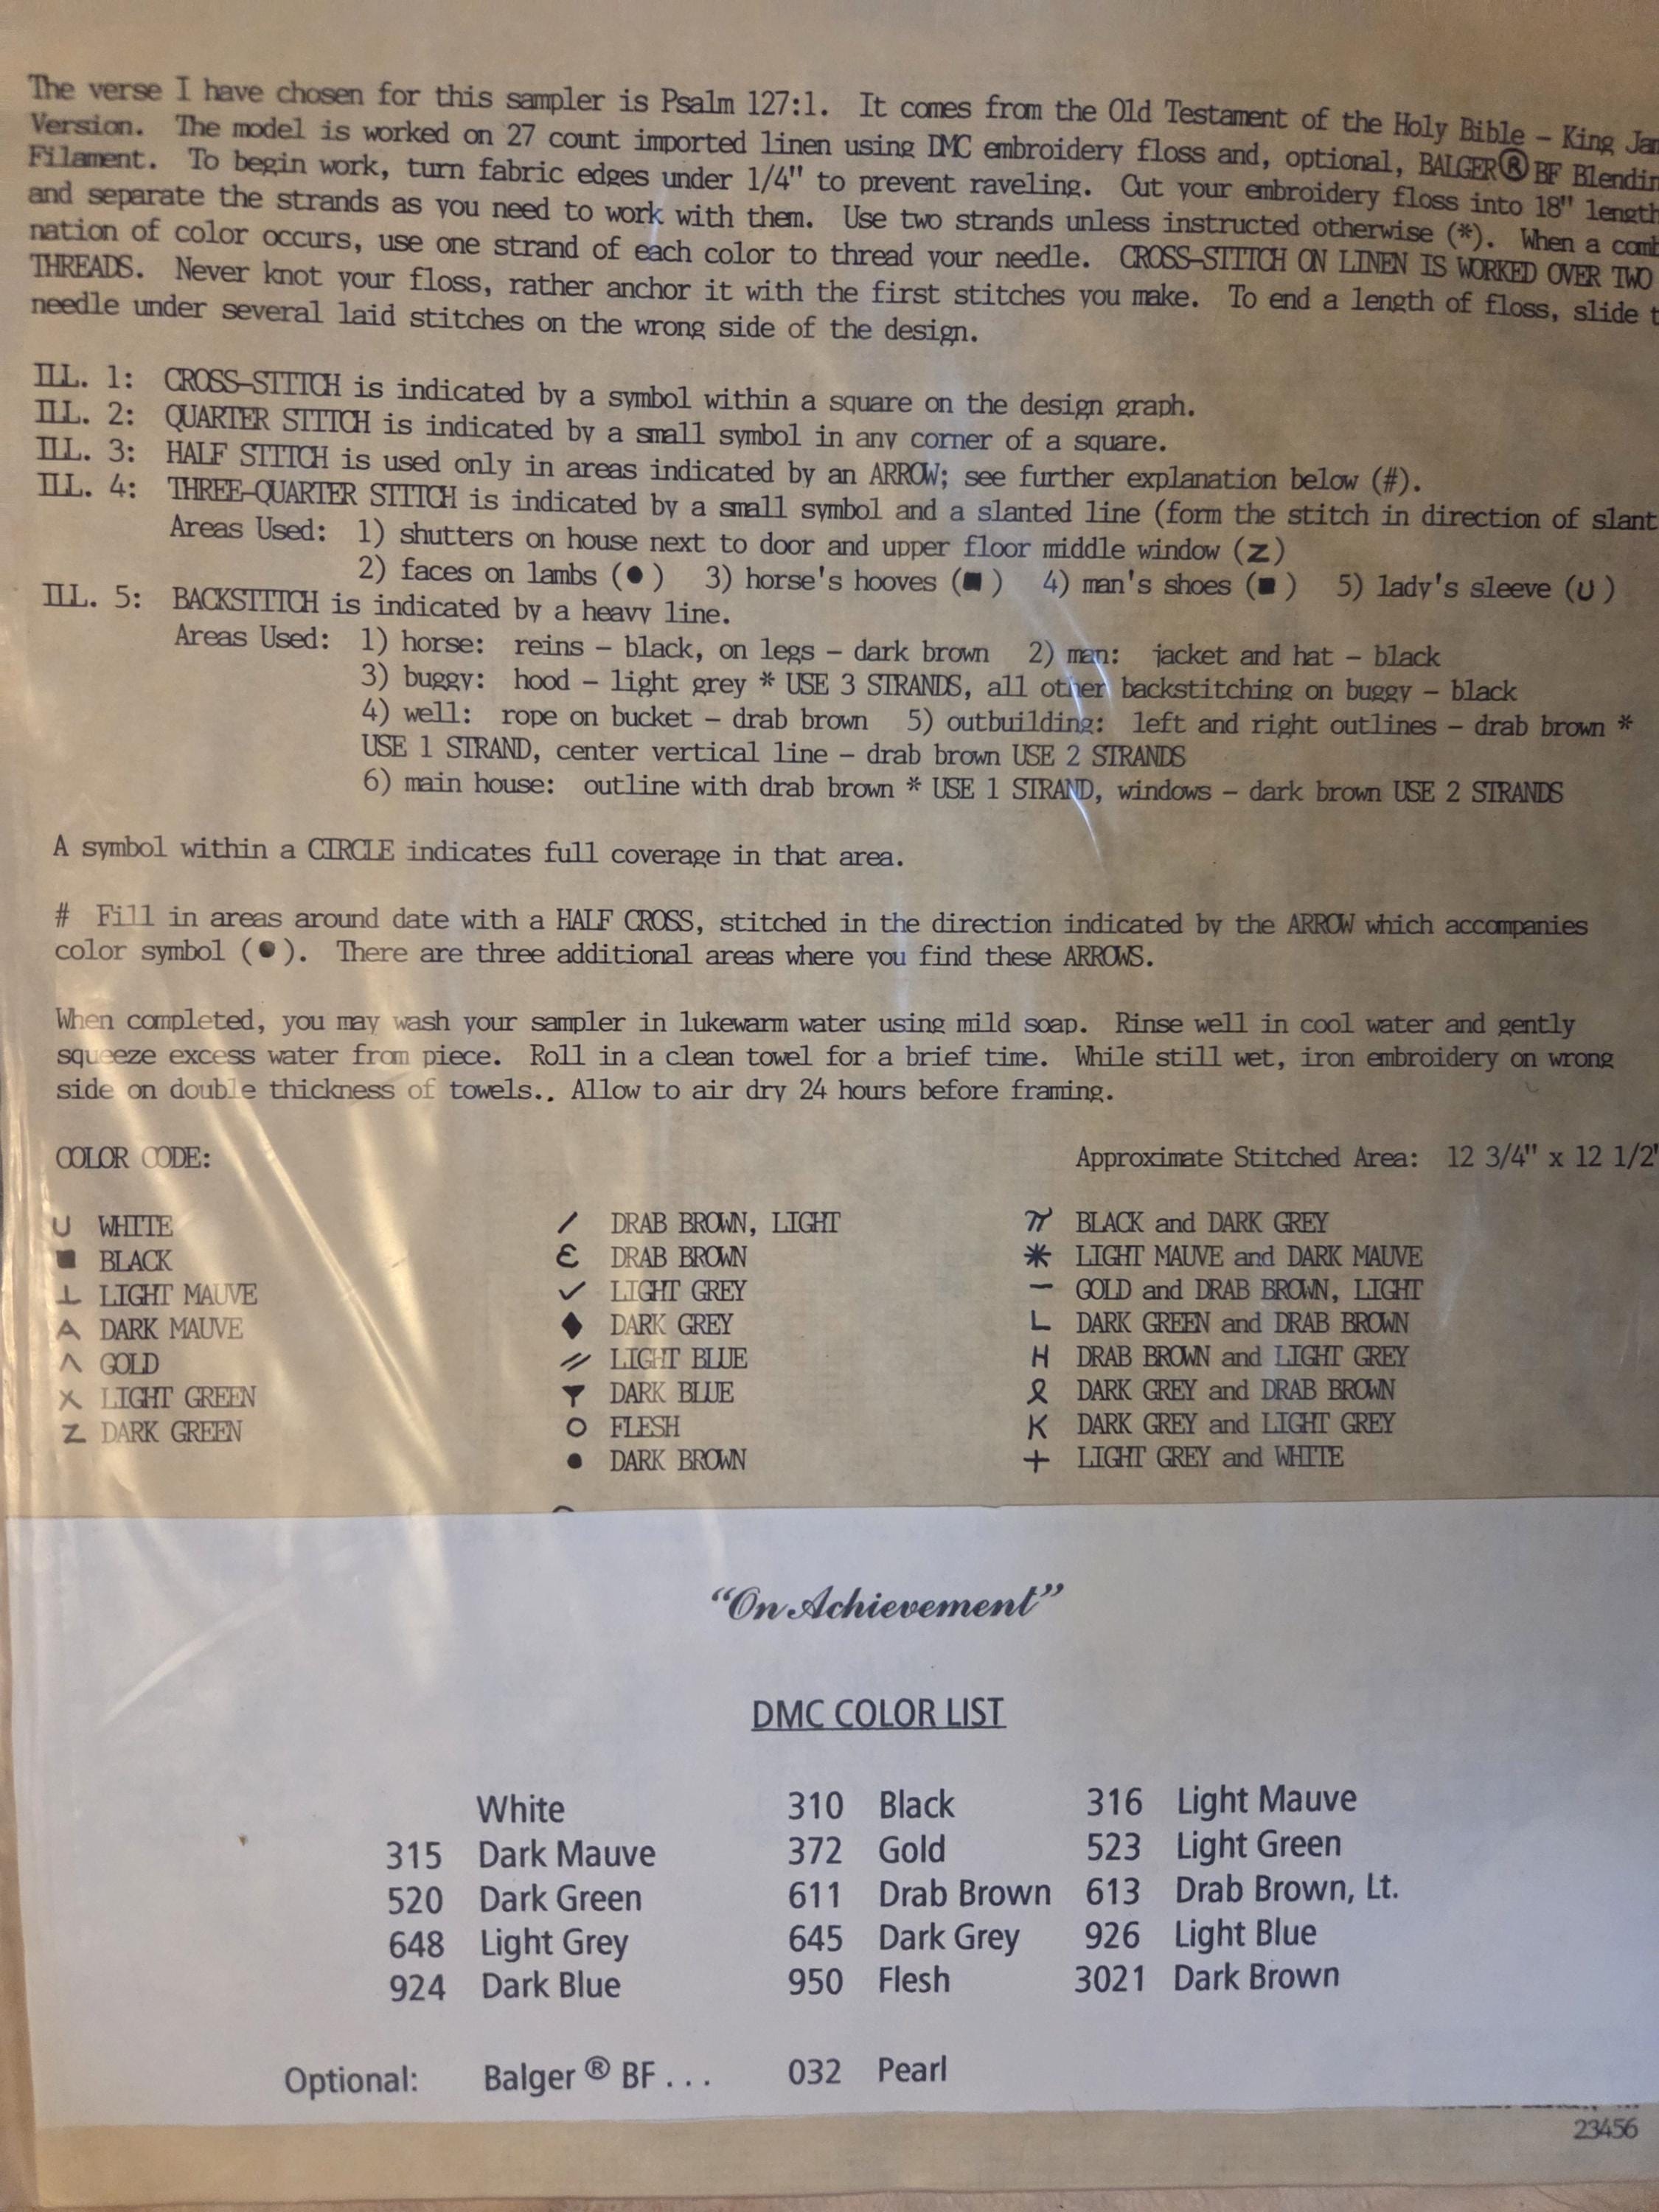 The verse I have chosen for this sampler is Psalm 127:1. It comes from the Old Testament of the Holy Bible - King Jam
Version. The model is worked on 27 count imported linen using DMC embroidery floss and, optional, BALGER® BF Blendin
Filament. To begin work, turn fabric edges under 1/4" to prevent raveling. Cut your embroidery floss into 18" length
and separate the strands as you need to work with them. Use two strands unless instructed otherwise (*). When a comb
nation of color occurs, use one strand of each color to thread your needle. CROSS-STITCH ON LINEN IS WORKED OVER TWO
THREADS. Never knot your floss, rather anchor it with the first stitches you make. To end a length of floss, slide t
needle under several laid stitches on the wrong side of the design.
ILL. 1: CROSS-STITCH is indicated by a symbol within a square on the design graph.
ILL. 2: QUARTER STITCH is indicated by a small symbol in any corner of a square.
ILL. 3: HALF STITCH is used only in areas indicated by an ARROW; see further explanation below (#).
ILL. 4: THREE-QUARTER STITCH is indicated by a small symbol and a slanted line (form the stitch in direction of slant
Areas Used: 1) shutters on house next to door and upper floor middle window (Z)
2) faces on lambs (●) 3) horse's hooves (■) 4) man's shoes (■) 5) lady's sleeve (U)
ILL. 5: BACKSTITCH is indicated by a heavy line.
Areas Used: 1) horse: reins - black, on legs - dark brown 2) man: jacket and hat - black
3) buggy: hood - light grey * USE 3 STRANDS, all other backstitching on buggy - black
4) well: rope on bucket - drab brown 5) outbuilding: left and right outlines - drab brown *
USE 1 STRAND, center vertical line - drab brown USE 2 STRANDS
6) main house: outline with drab brown * USE 1 STRAND, windows - dark brown USE 2 STRANDS
A symbol within a CIRCLE indicates full coverage in that area.
# Fill in areas around date with a HALF CROSS, stitched in the direction indicated by the ARROW which accompanies
color symbol (●). There are three additional areas where you find these ARROWS.
When completed, you may wash your sampler in lukewarm water using mild soap. Rinse well in cool water and gently
squeeze excess water from piece. Roll in a clean towel for a brief time. While still wet, iron embroidery on wrong
side on double thickness of towels.. Allow to air dry 24 hours before framing.
COLOR CODE: Approximate Stitched Area: 12 3/4" x 12 1/2"
U WHITE
■ BLACK
⊥ LIGHT MAUVE
A DARK MAUVE
∧ GOLD
X LIGHT GREEN
Z DARK GREEN
/ DRAB BROWN, LIGHT
Ɛ DRAB BROWN
✓ LIGHT GREY
♦ DARK GREY
// LIGHT BLUE
▼ DARK BLUE
O FLESH
● DARK BROWN
π BLACK and DARK GREY
* LIGHT MAUVE and DARK MAUVE
— GOLD and DRAB BROWN, LIGHT
L DARK GREEN and DRAB BROWN
H DRAB BROWN and LIGHT GREY
ℓ DARK GREY and DRAB BROWN
K DARK GREY and LIGHT GREY
+ LIGHT GREY and WHITE
"On Achievement"
DMC COLOR LIST
White 310 Black 316 Light Mauve
315 Dark Mauve 372 Gold 523 Light Green
520 Dark Green 611 Drab Brown 613 Drab Brown, Lt.
648 Light Grey 645 Dark Grey 926 Light Blue
924 Dark Blue 950 Flesh 3021 Dark Brown
Optional: Balger ® BF . . . 032 Pearl
23456